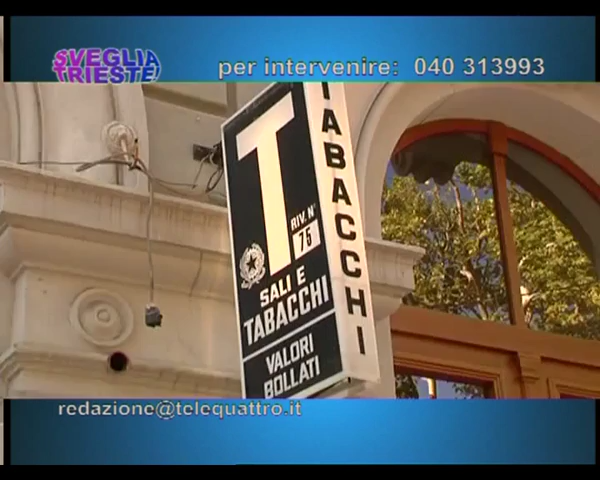 SVEGLIA
TRIESTE!
per intervenire: 040 313993
T
RIV. N°
75
SALI E
TABACCHI
VALORI
BOLLATI
TABACCHI
redazione@telequattro.it